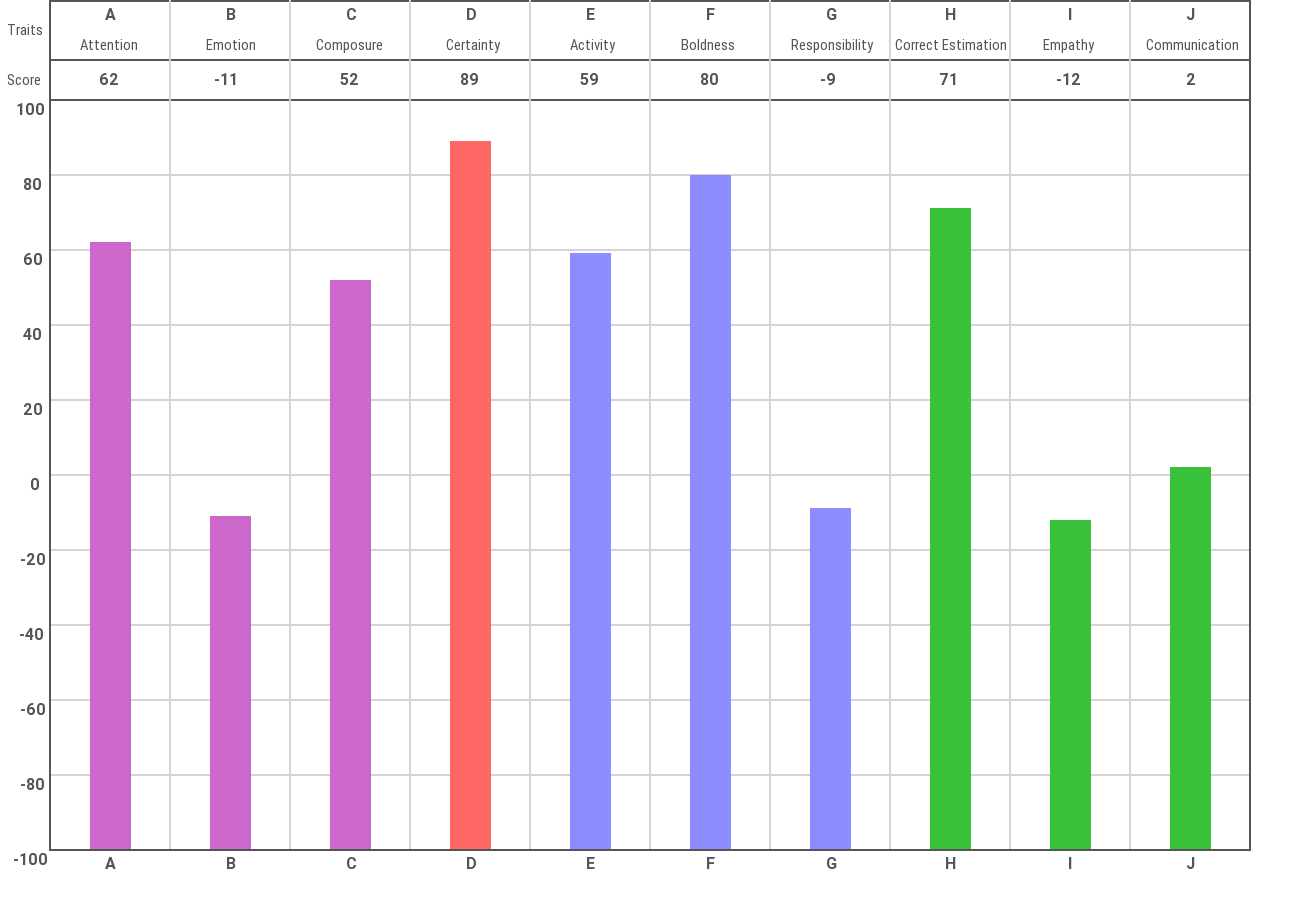 Traits A B C D E F G H I J
Attention Emotion Composure Certainty Activity Boldness Responsibility Correct Estimation Empathy Communication
Score 62 -11 52 89 59 80 -9 71 -12 2
100
80
60
40
20
0
-20
-40
-60
-80
-100
A B C D E F G H I J